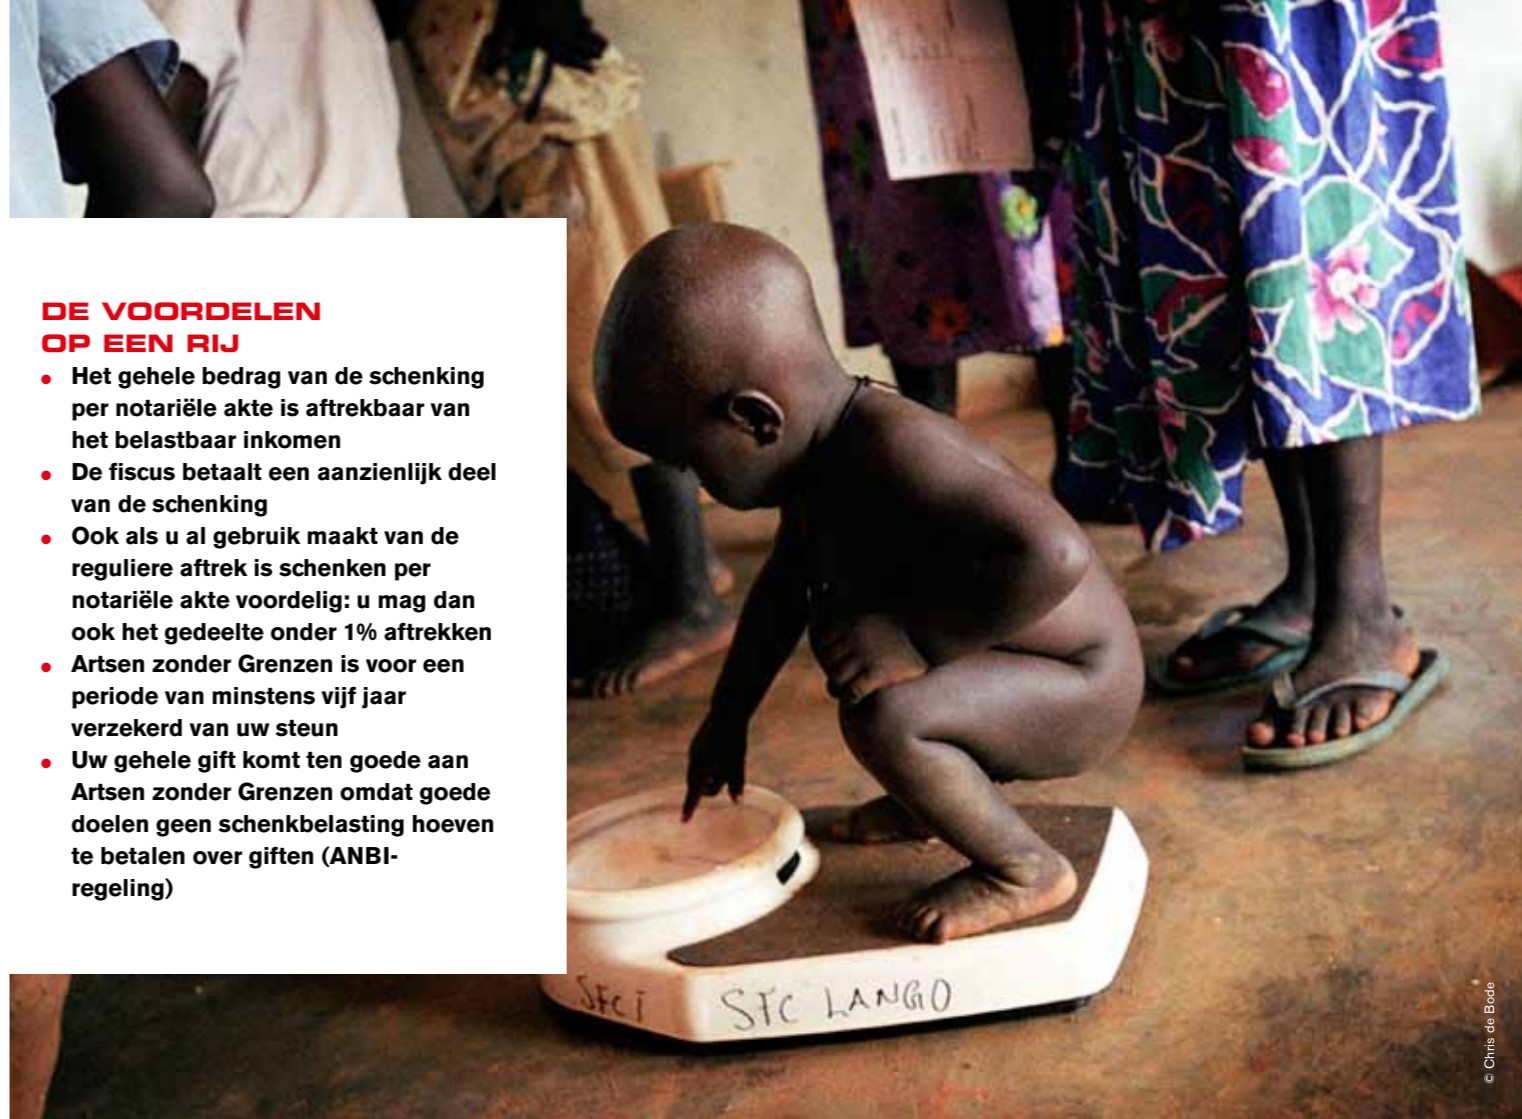 DE VOORDELEN
OP EEN RIJ
• Het gehele bedrag van de schenking
per notariële akte is aftrekbaar van
het belastbaar inkomen
• De fiscus betaalt een aanzienlijk deel
van de schenking
• Ook als u al gebruik maakt van de
reguliere aftrek is schenken per
notariële akte voordelig: u mag dan
ook het gedeelte onder 1% aftrekken
• Artsen zonder Grenzen is voor een
periode van minstens vijf jaar
verzekerd van uw steun
• Uw gehele gift komt ten goede aan
Artsen zonder Grenzen omdat goede
doelen geen schenkbelasting hoeven
te betalen over giften (ANBI-
regeling)
STC LANGO
© Chris de Bode